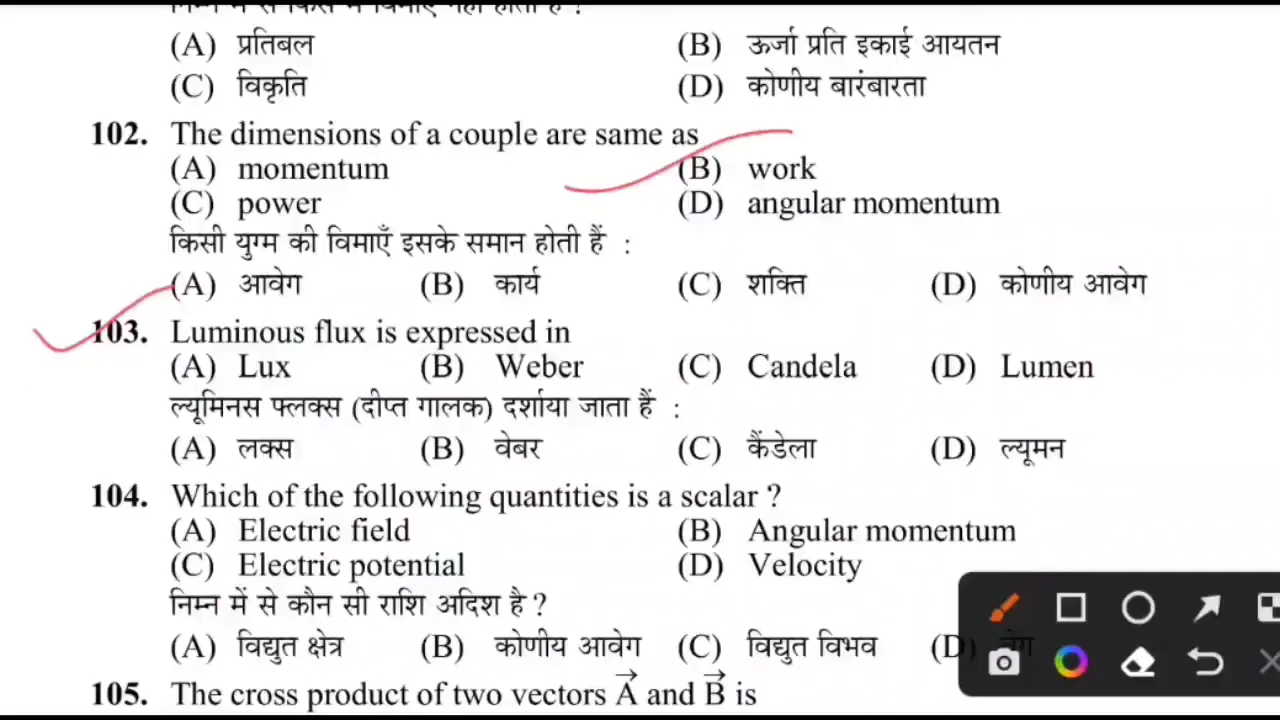 (A) प्रतिबल (B) ऊर्जा प्रति इकाई आयतन
(C) विकृति (D) कोणीय बारंबारता
102. The dimensions of a couple are same as
(A) momentum (B) work
(C) power (D) angular momentum
किसी युग्म की विमाएँ इसके समान होती हैं :
(A) आवेग (B) कार्य (C) शक्ति (D) कोणीय आवेग
103. Luminous flux is expressed in
(A) Lux (B) Weber (C) Candela (D) Lumen
ल्यूमिनस फ्लक्स (दीप्त गालक) दर्शाया जाता हैं :
(A) लक्स (B) वेबर (C) कैंडेला (D) ल्यूमन
104. Which of the following quantities is a scalar ?
(A) Electric field (B) Angular momentum
(C) Electric potential (D) Velocity
निम्न में से कौन सी राशि अदिश है ?
(A) विद्युत क्षेत्र (B) कोणीय आवेग (C) विद्युत विभव (D)
105. The cross product of two vectors A⃗ and B⃗ is